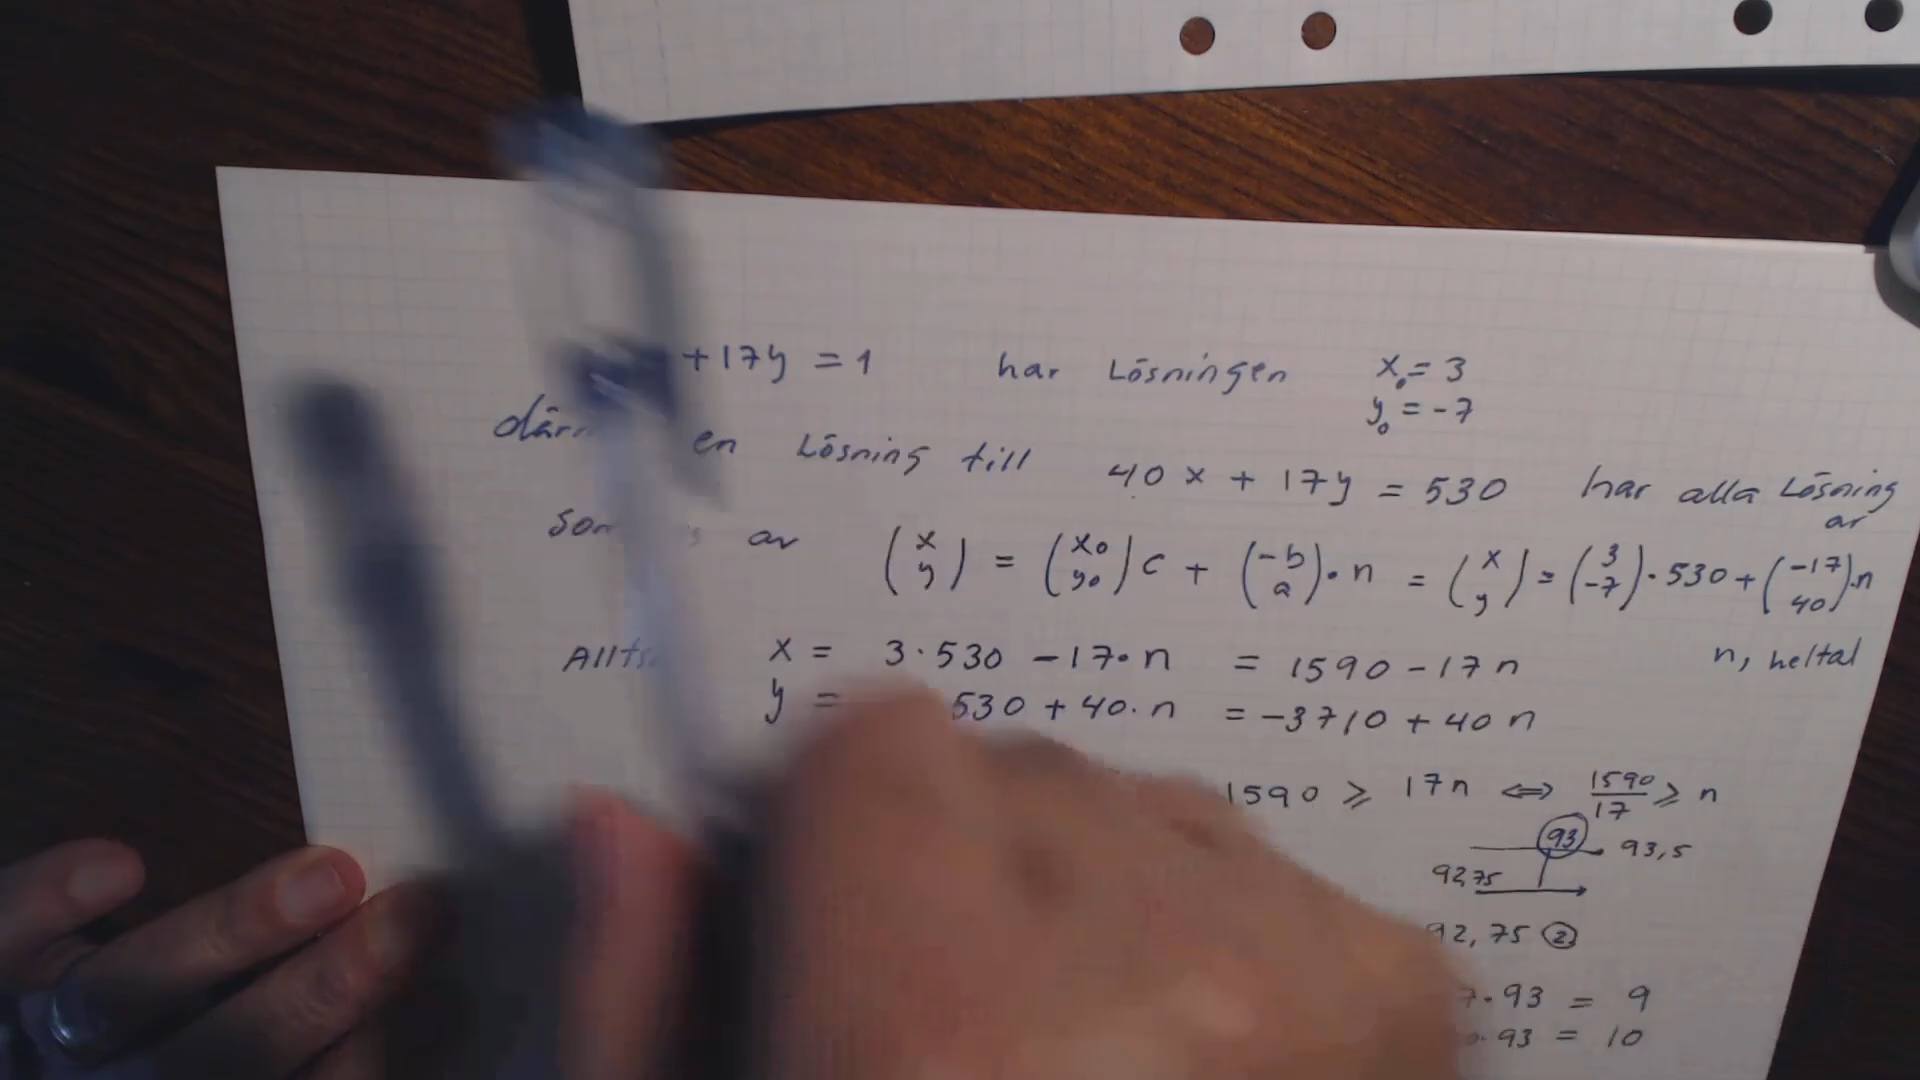 +17y = 1 har Lösningen x₀ = 3
y₀ = -7
en Lösning till 40x + 17y = 530 har alla Lösning
ar
av (x y) = (x₀ y₀) c + (-b a)·n = (x y) = (3 -7)·530 + (-17 40)·n
x = 3·530 -17·n = 1590 - 17n n, heltal
y = 530 + 40·n = -3710 + 40n
1590 ⩾ 17n ⟺ 1590/17 ⩾ n
93 93,5
92,75
92,75 ②
·93 = 9
·93 = 10